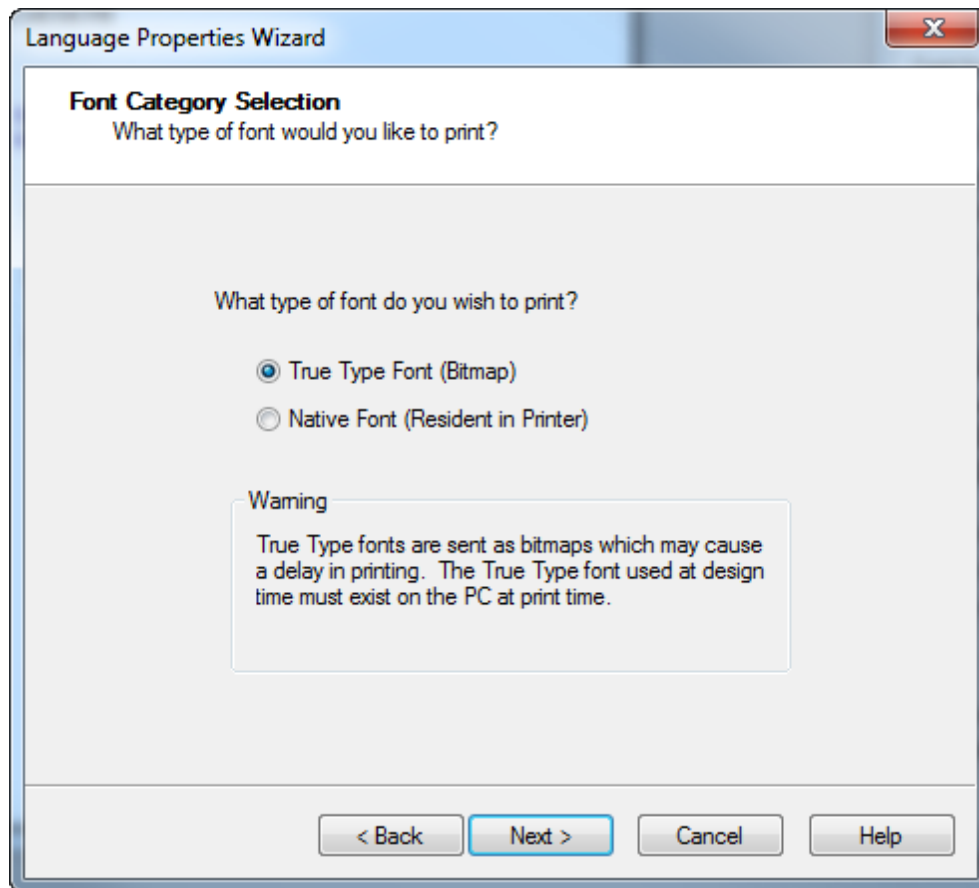 Language Properties Wizard
Font Category Selection
What type of font would you like to print?
What type of font do you wish to print?
True Type Font (Bitmap)
Native Font (Resident in Printer)
Warning
True Type fonts are sent as bitmaps which may cause
a delay in printing.  The True Type font used at design
time must exist on the PC at print time.
< Back Next > Cancel Help